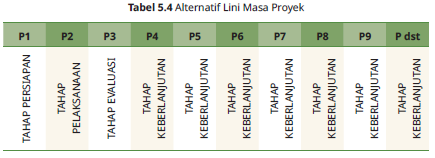 Tabel 5.4 Alternatif Lini Masa Proyek
P1 P2 P3 P4 P5 P6 P7 P8 P9 P dst
TAHAP PERSIAPAN
TAHAP
PELAKSANAAN
TAHAP EVALUASI
TAHAP
KEBERLANJUTAN
TAHAP
KEBERLANJUTAN
TAHAP
KEBERLANJUTAN
TAHAP
KEBERLANJUTAN
TAHAP
KEBERLANJUTAN
TAHAP
KEBERLANJUTAN
TAHAP
KEBERLANJUTAN